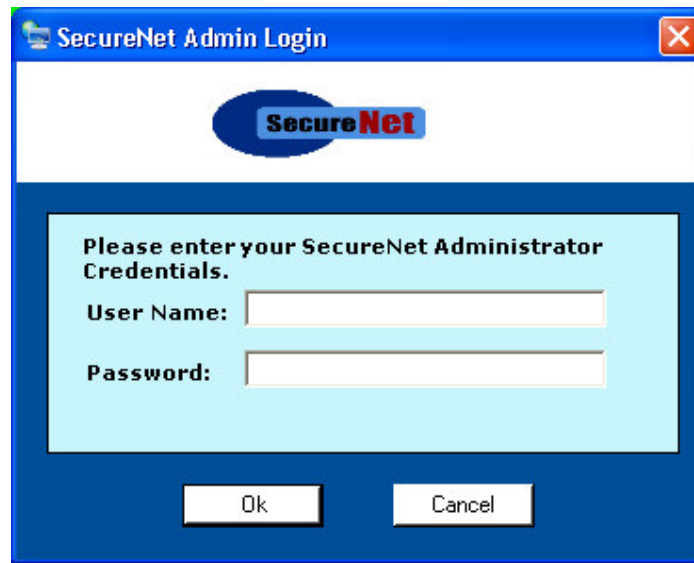 SecureNet Admin Login
SecureNet
Please enter your SecureNet Administrator
Credentials.
User Name:
Password:
Ok
Cancel